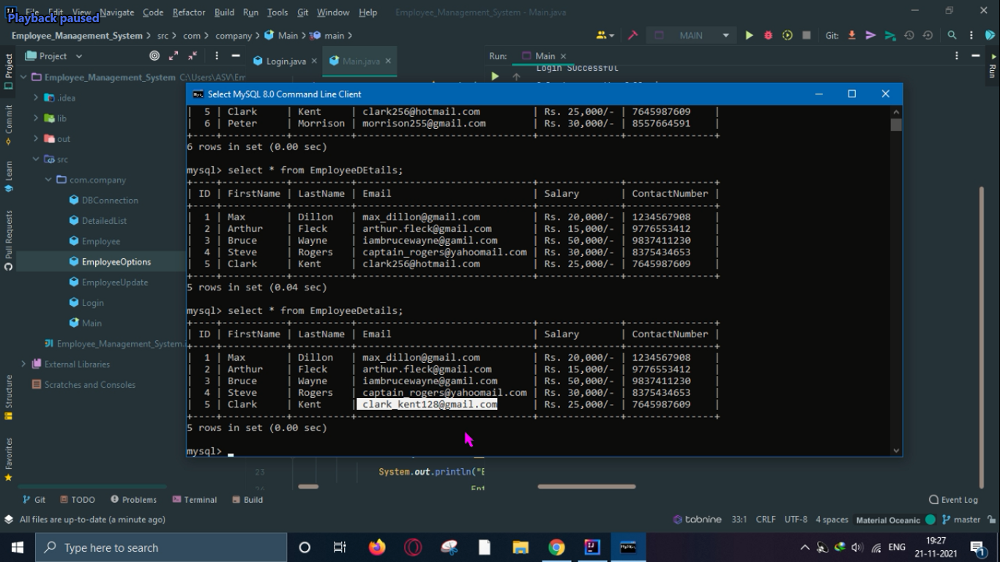 File Edit View Navigate Code Refactor Build Run Tools Git Window Help Employee_Management_System - Main.java
Playback paused
Employee_Management_System > src > com > company > Main > main > MAIN Git:
Project Login.java × Main.java × Run: Main ×
Login Successful
Employee_Management_System C:\Users\ASV\Em
.idea
lib
out
src
com.company
DBConnection
DetailedList
Employee
EmployeeOptions
EmployeeUpdate
Login
Main
Employee_Management_System.
External Libraries
Scratches and Consoles
Project
Commit
Learn
Pull Requests
Structure
Favorites
Run
Select MySQL 8.0 Command Line Client
| 5 | Clark | Kent | clark256@hotmail.com | Rs. 25,000/- | 7645987609 |
| 6 | Peter | Morrison | morrison255@gmail.com | Rs. 30,000/- | 8557664591 |
6 rows in set (0.00 sec)
mysql> select * from EmployeeDEtails;
| ID | FirstName | LastName | Email | Salary | ContactNumber |
| 1 | Max | Dillon | max_dillon@gmail.com | Rs. 20,000/- | 1234567908 |
| 2 | Arthur | Fleck | arthur.fleck@gmail.com | Rs. 15,000/- | 9776553412 |
| 3 | Bruce | Wayne | iambrucewayne@gamil.com | Rs. 50,000/- | 9837411230 |
| 4 | Steve | Rogers | captain_rogers@yahoomail.com | Rs. 30,000/- | 8375434653 |
| 5 | Clark | Kent | clark256@hotmail.com | Rs. 25,000/- | 7645987609 |
5 rows in set (0.04 sec)
mysql> select * from EmployeeDetails;
| ID | FirstName | LastName | Email | Salary | ContactNumber |
| 1 | Max | Dillon | max_dillon@gmail.com | Rs. 20,000/- | 1234567908 |
| 2 | Arthur | Fleck | arthur.fleck@gmail.com | Rs. 15,000/- | 9776553412 |
| 3 | Bruce | Wayne | iambrucewayne@gamil.com | Rs. 50,000/- | 9837411230 |
| 4 | Steve | Rogers | captain_rogers@yahoomail.com | Rs. 30,000/- | 8375434653 |
| 5 | Clark | Kent | clark_kent128@gmail.com | Rs. 25,000/- | 7645987609 |
5 rows in set (0.00 sec)
mysql>
23 System.out.println("E
Git TODO Problems Terminal Build Event Log
All files are up-to-date (a minute ago) tabnine 33:1 CRLF UTF-8 4 spaces Material Oceanic master
Type here to search ENG 19:27
21-11-2021